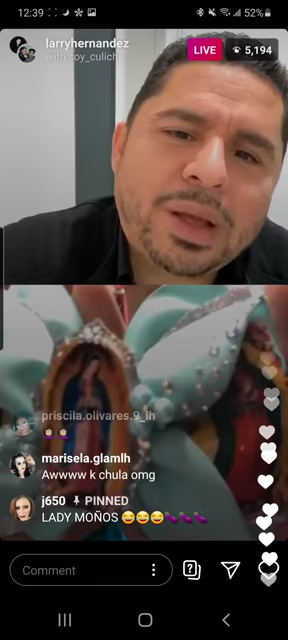 12:39
52%
larryhernandez
with soy_culich
LIVE
5,194
priscila.olivares.9_lh
marisela.glamlh
Awwww k chula omg
j650 PINNED
LADY MOÑOS 😂😂😂🍆🍆🍆
Comment